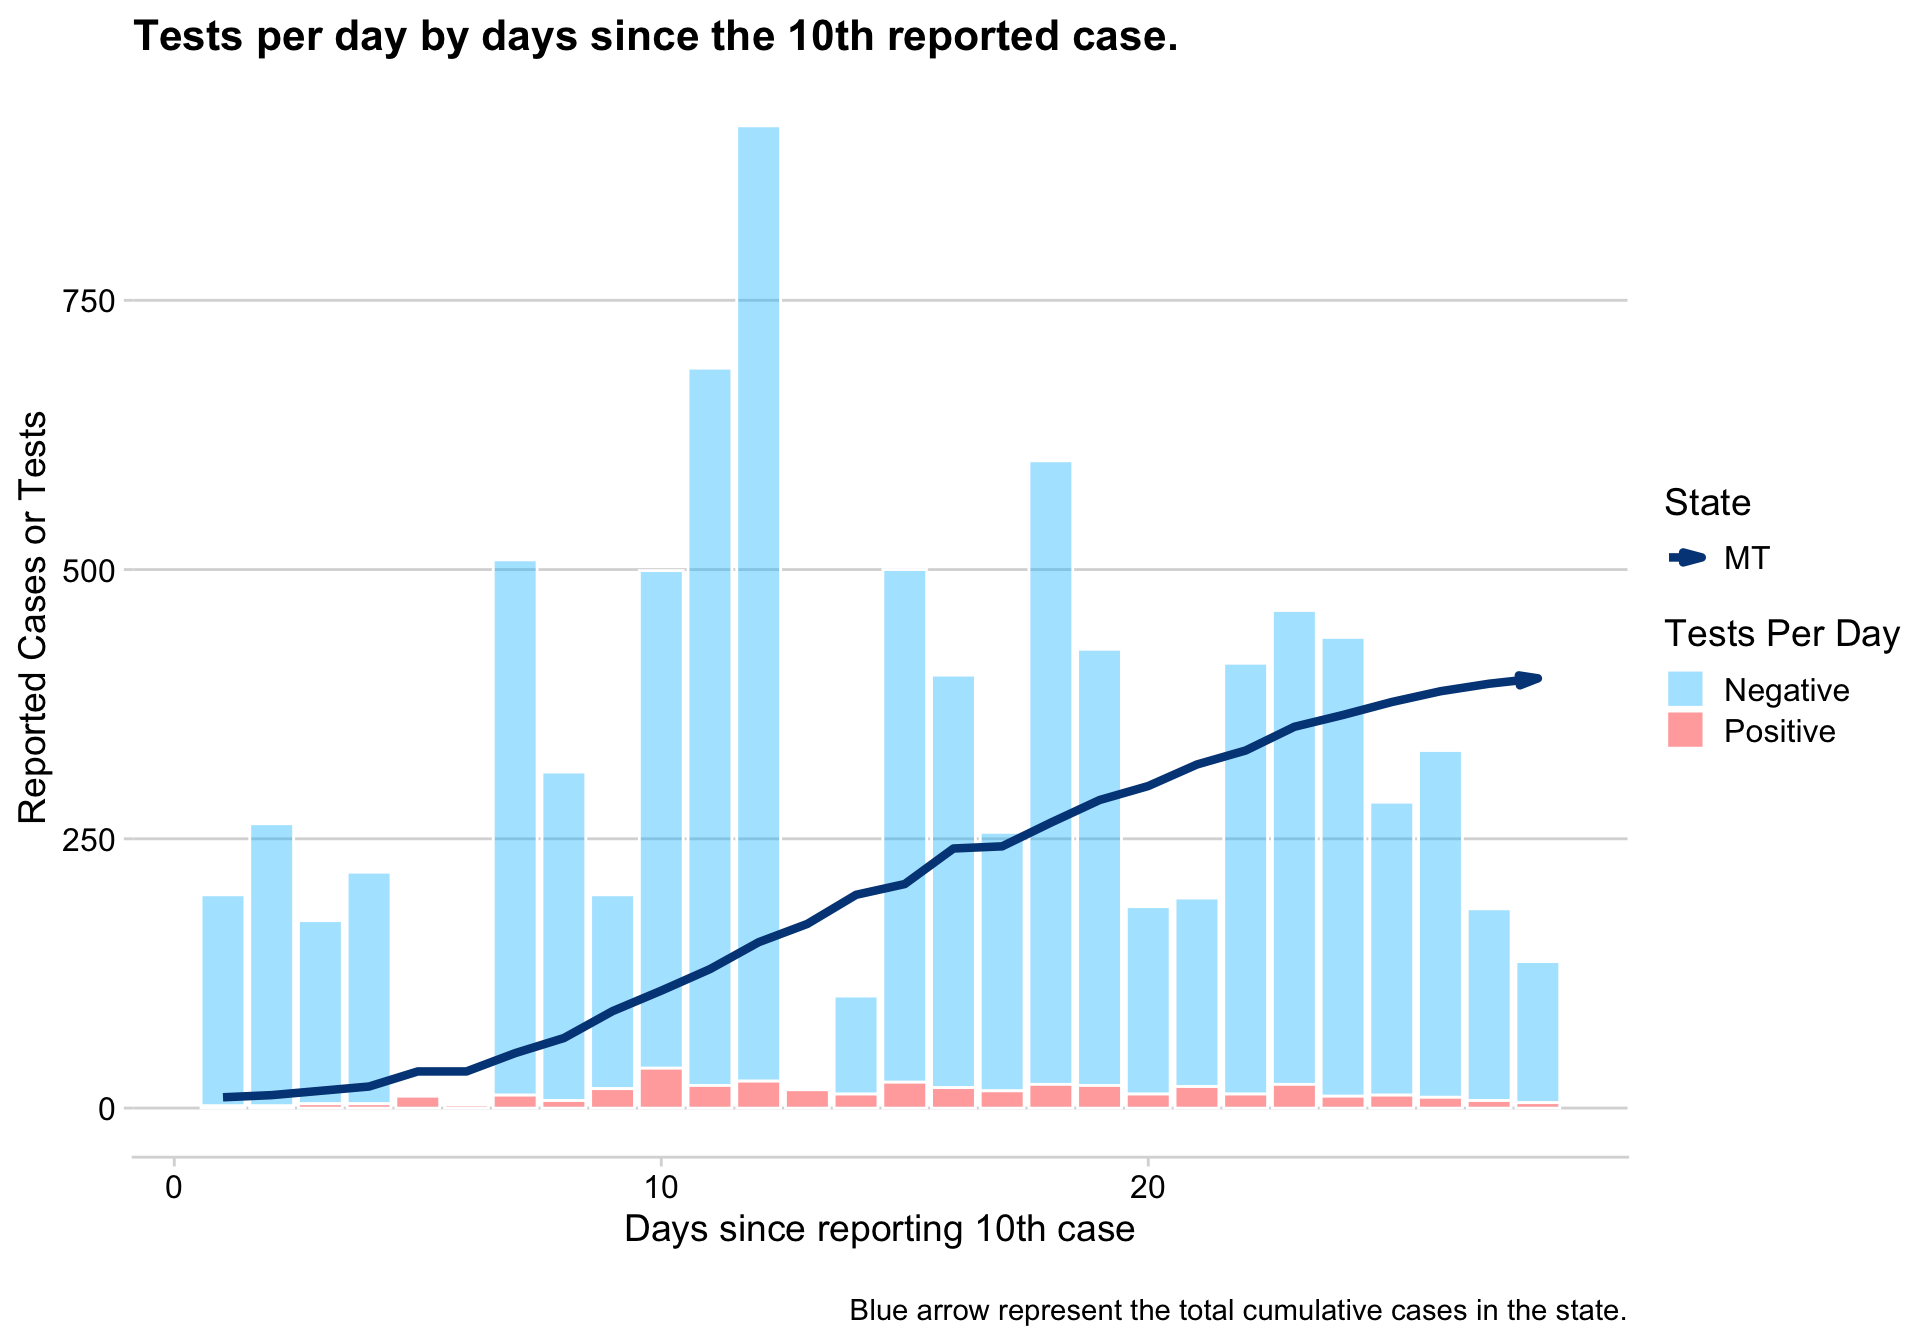 Tests per day by days since the 10th reported case.
Reported Cases or Tests
750
500
250
0
0
10
20
Days since reporting 10th case
State
MT
Tests Per Day
Negative
Positive
Blue arrow represent the total cumulative cases in the state.